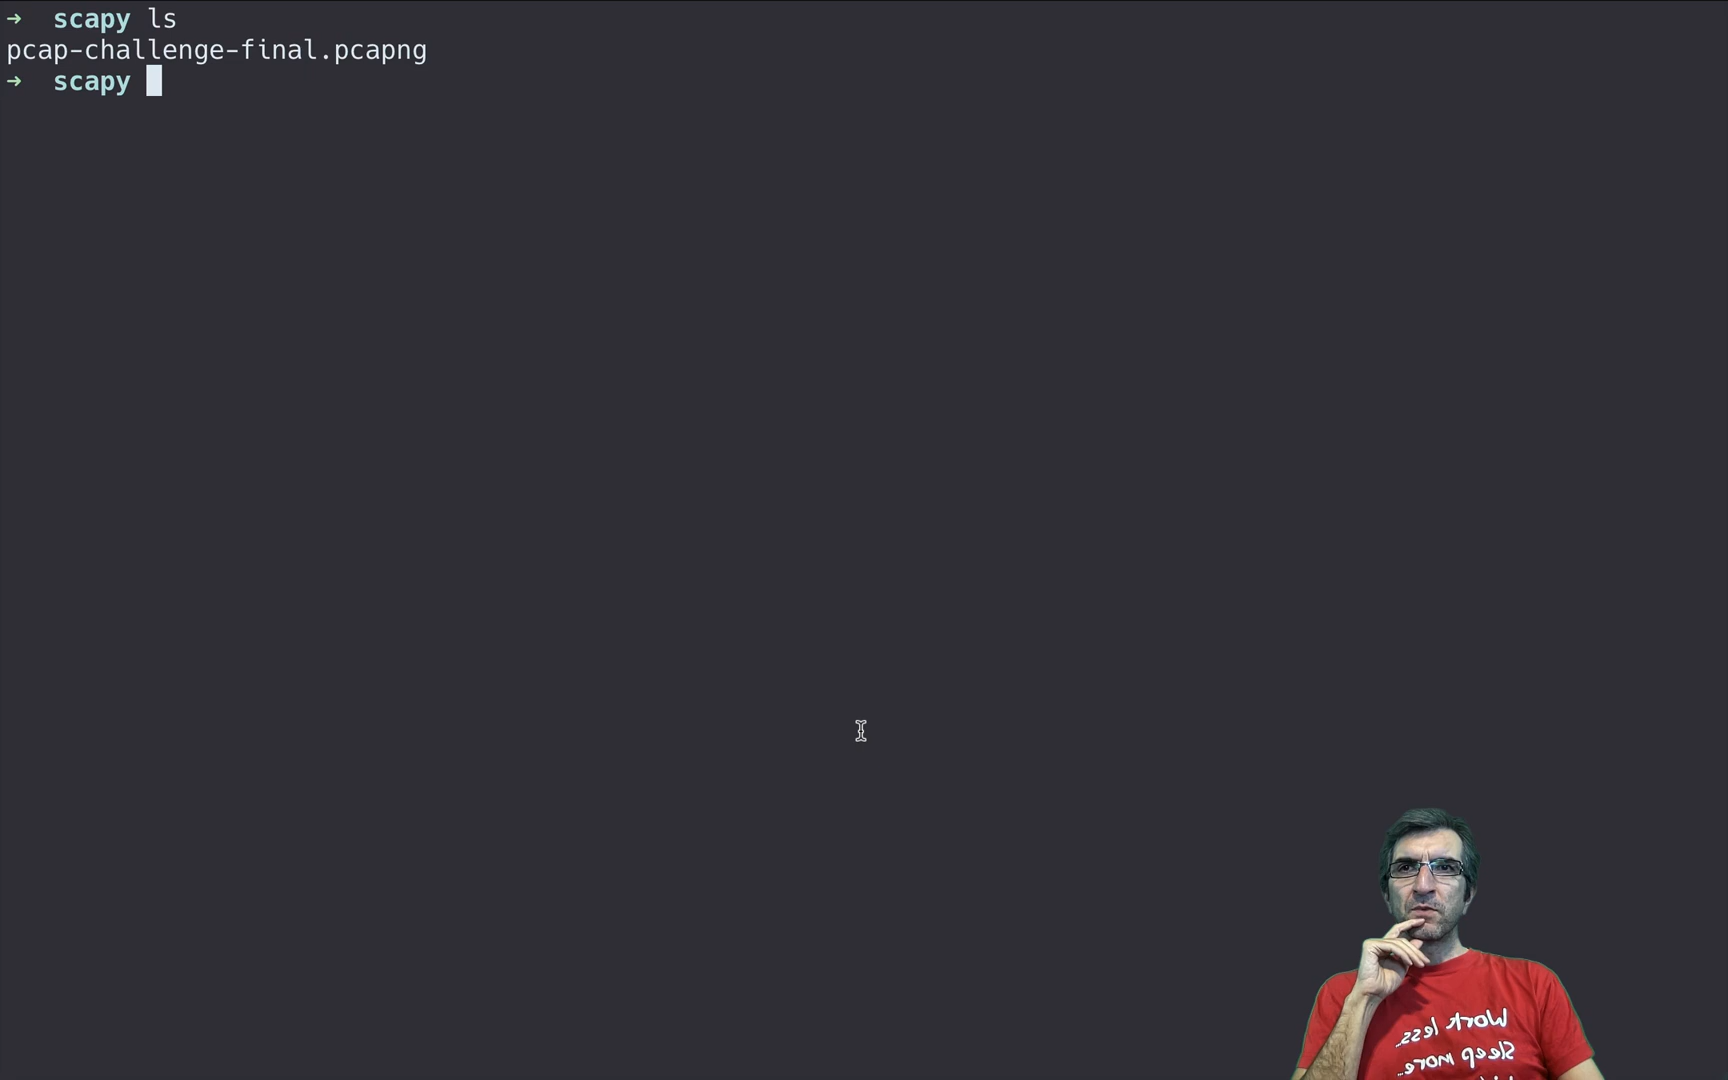 ➜  scapy ls
pcap-challenge-final.pcapng
➜  scapy
Work less.
Sleep more...